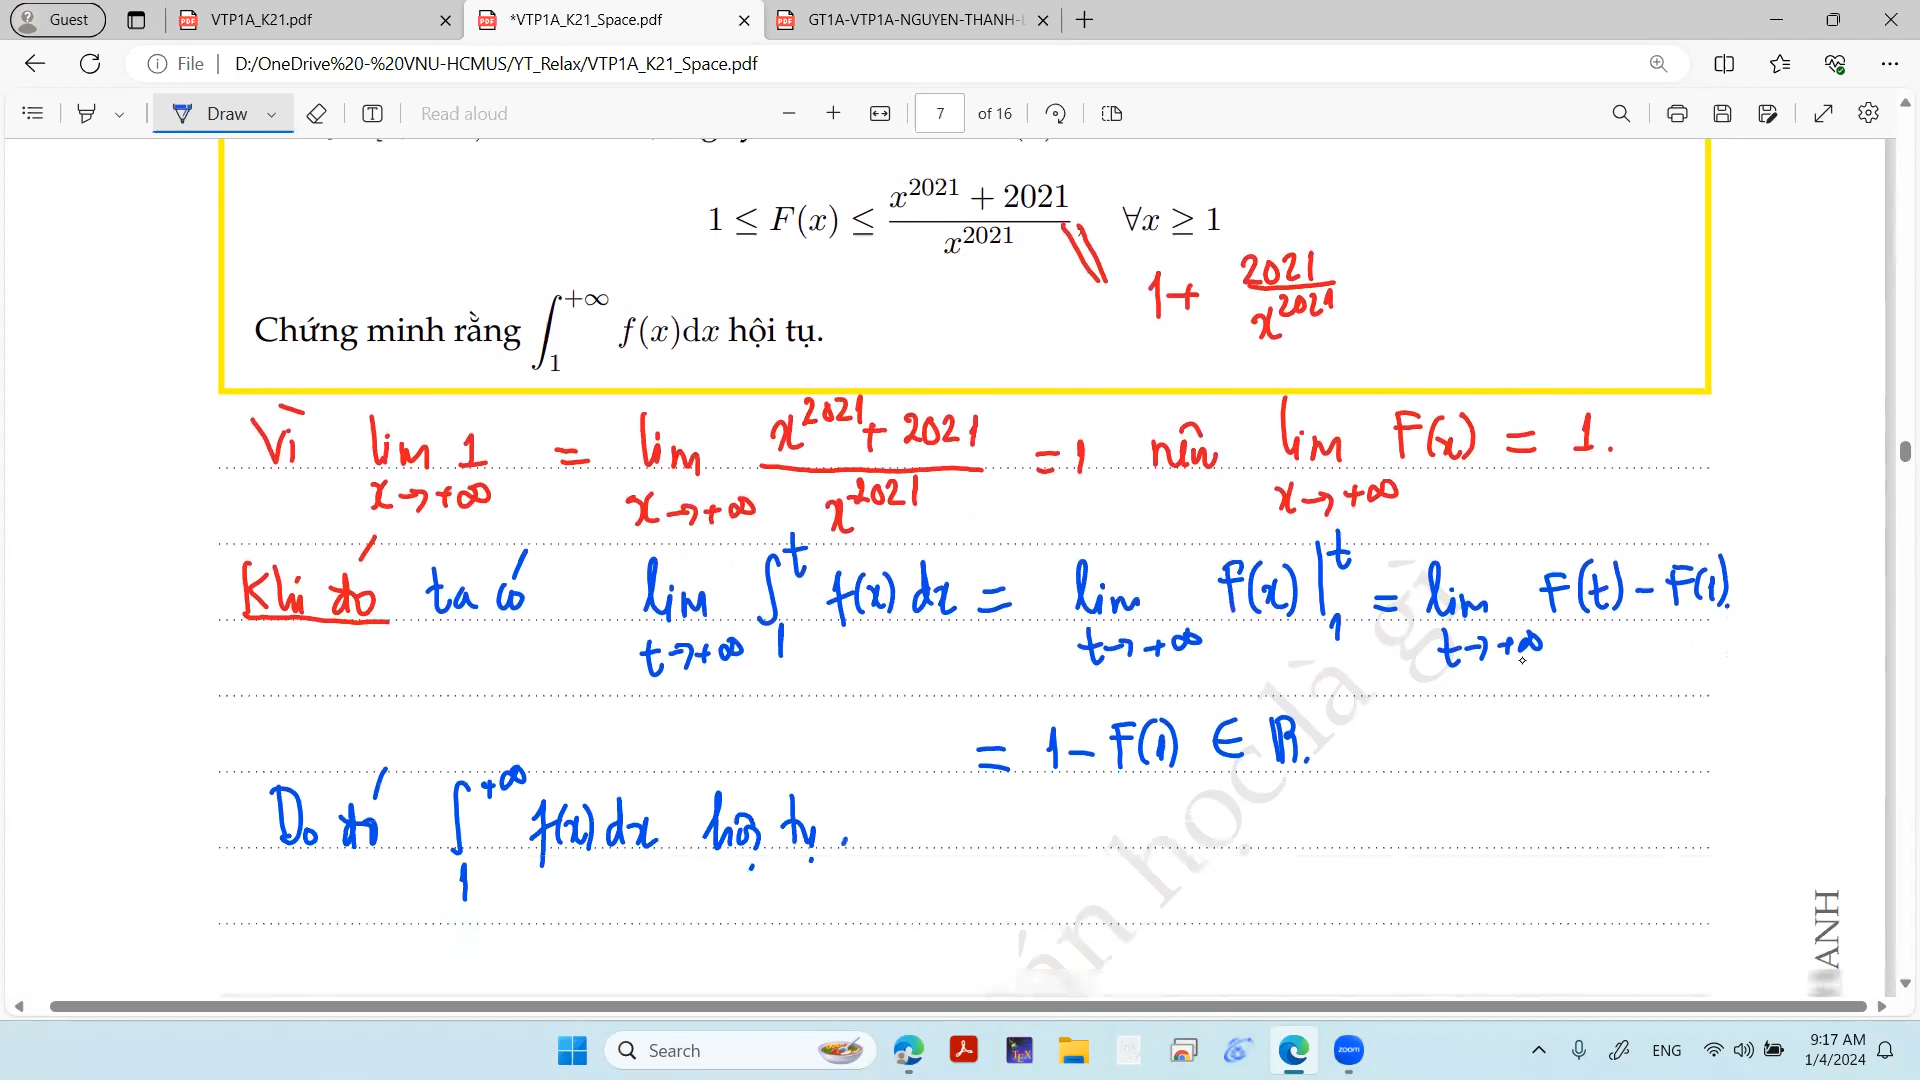 Guest
VTP1A_K21.pdf
*VTP1A_K21_Space.pdf
GT1A-VTP1A-NGUYEN-THANH-
File D:/OneDrive%20-%20VNU-HCMUS/YT_Relax/VTP1A_K21_Space.pdf
Draw Read aloud 7 of 16
1 ≤ F(x) ≤ (x^2021 + 2021)/x^2021 ∀x ≥ 1
1 + 2021/x^2021
Chứng minh rằng ∫_1^{+∞} f(x)dx hội tụ.
Vì lim_{x→+∞} 1 = lim_{x→+∞} (x^2021 + 2021)/x^2021 = 1 nên lim_{x→+∞} F(x) = 1.
Khi đó ta có lim_{t→+∞} ∫_1^t f(x) dx = lim_{t→+∞} F(x)|_1^t = lim_{t→+∞} F(t) - F(1).
= 1 - F(1) ∈ ℝ.
Do đó ∫_1^{+∞} f(x) dx hội tụ.
học là gì
ANH
Search
zoom
ENG
9:17 AM
1/4/2024